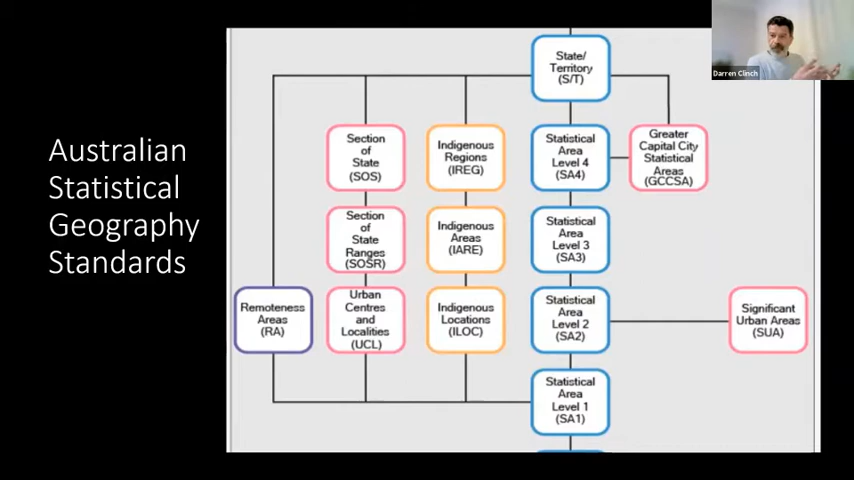 Darren Clinch
Australian
Statistical
Geography
Standards
State/
Territory
(S/T)
Section
of
State
(SOS)
Indigenous
Regions
(IREG)
Statistical
Area
Level 4
(SA4)
Greater
Capital City
Statistical
Areas
(GCCSA)
Section
of
State
Ranges
(SOSR)
Indigenous
Areas
(IARE)
Statistical
Area
Level 3
(SA3)
Remoteness
Areas
(RA)
Urban
Centres
and
Localities
(UCL)
Indigenous
Locations
(ILOC)
Statistical
Area
Level 2
(SA2)
Significant
Urban Areas
(SUA)
Statistical
Area
Level 1
(SA1)